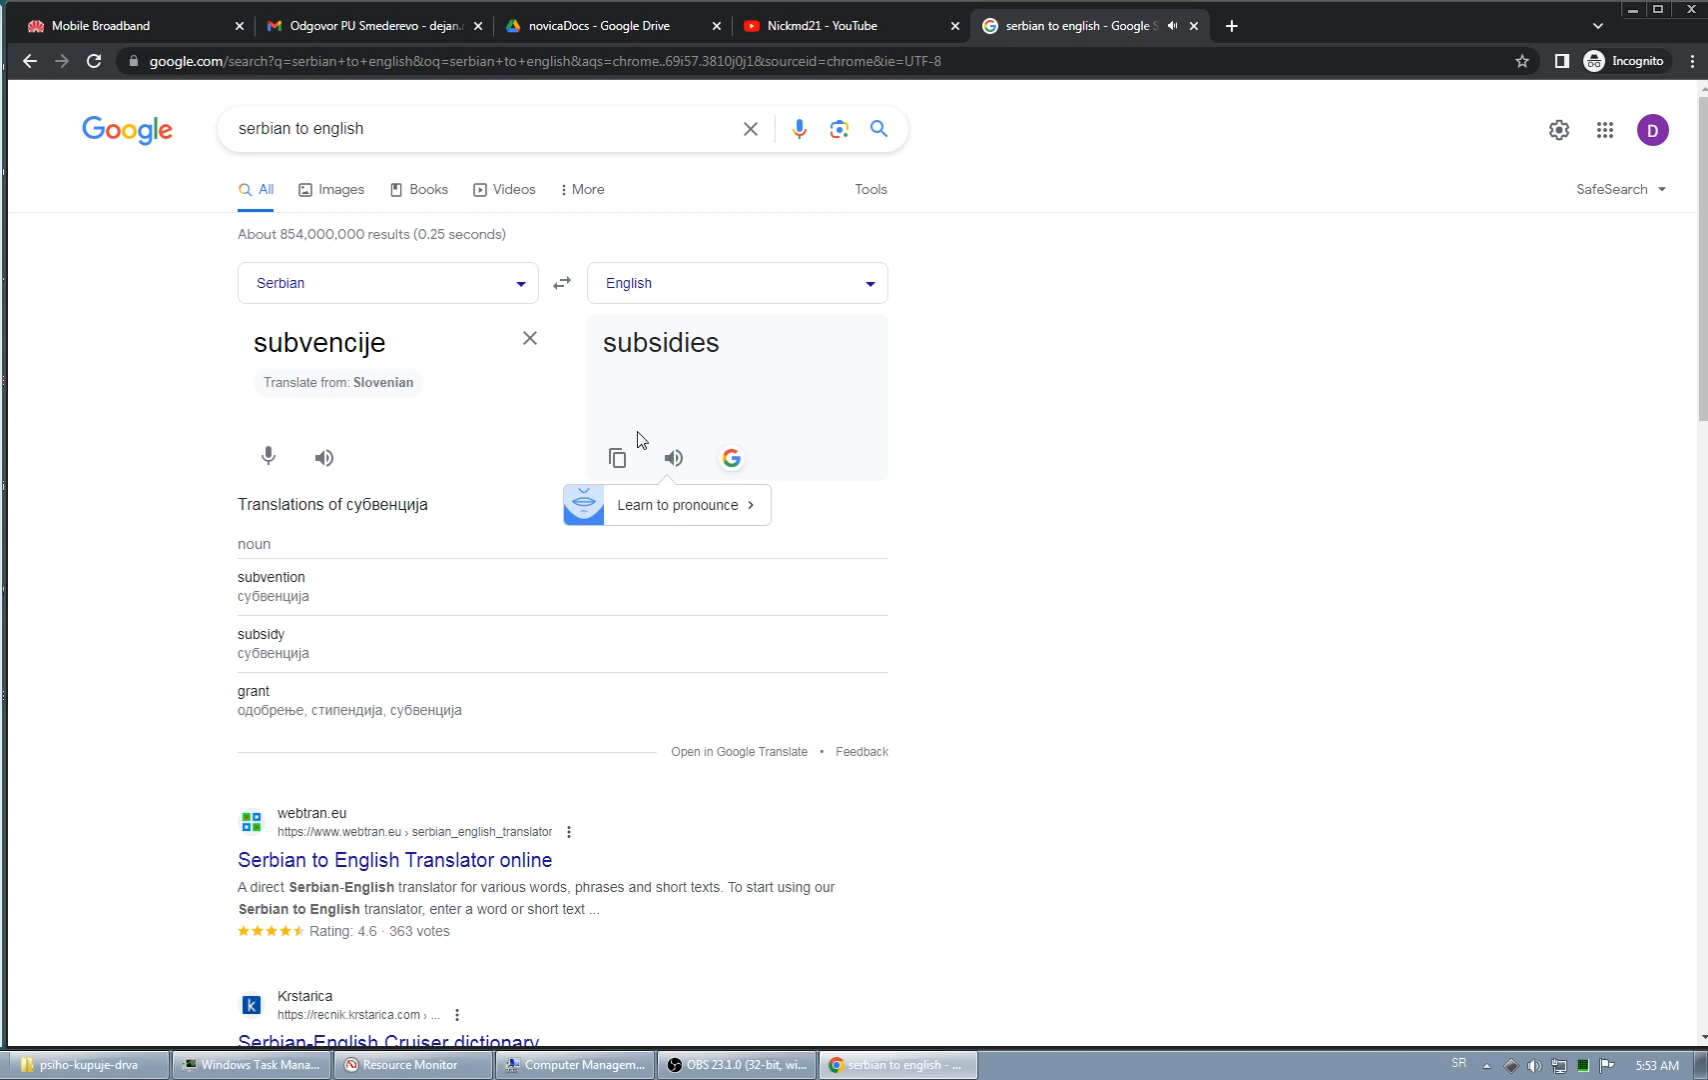 Mobile Broadband
Odgovor PU Smederevo - dejan.
novicaDocs - Google Drive
Nickmd21 - YouTube
serbian to english - Google S
google.com/search?q=serbian+to+english&oq=serbian+to+english&aqs=chrome..69i57.3810j0j1&sourceid=chrome&ie=UTF-8
Incognito
Google
serbian to english
D
All
Images
Books
Videos
More
Tools
SafeSearch
About 854,000,000 results (0.25 seconds)
Serbian
English
subvencije
subsidies
Translate from: Slovenian
Translations of субвенција
Learn to pronounce
noun
subvention
субвенција
subsidy
субвенција
grant
одобрење, стипендија, субвенција
Open in Google Translate • Feedback
webtran.eu
https://www.webtran.eu › serbian_english_translator
Serbian to English Translator online
A direct Serbian-English translator for various words, phrases and short texts. To start using our
Serbian to English translator, enter a word or short text ...
Rating: 4.6 · 363 votes
k
Krstarica
https://recnik.krstarica.com › ...
Serbian-English Cruiser dictionary
psiho-kupuje-drva
Windows Task Mana...
Resource Monitor
Computer Managem...
OBS 23.1.0 (32-bit, wi...
serbian to english - ...
SR
5:53 AM